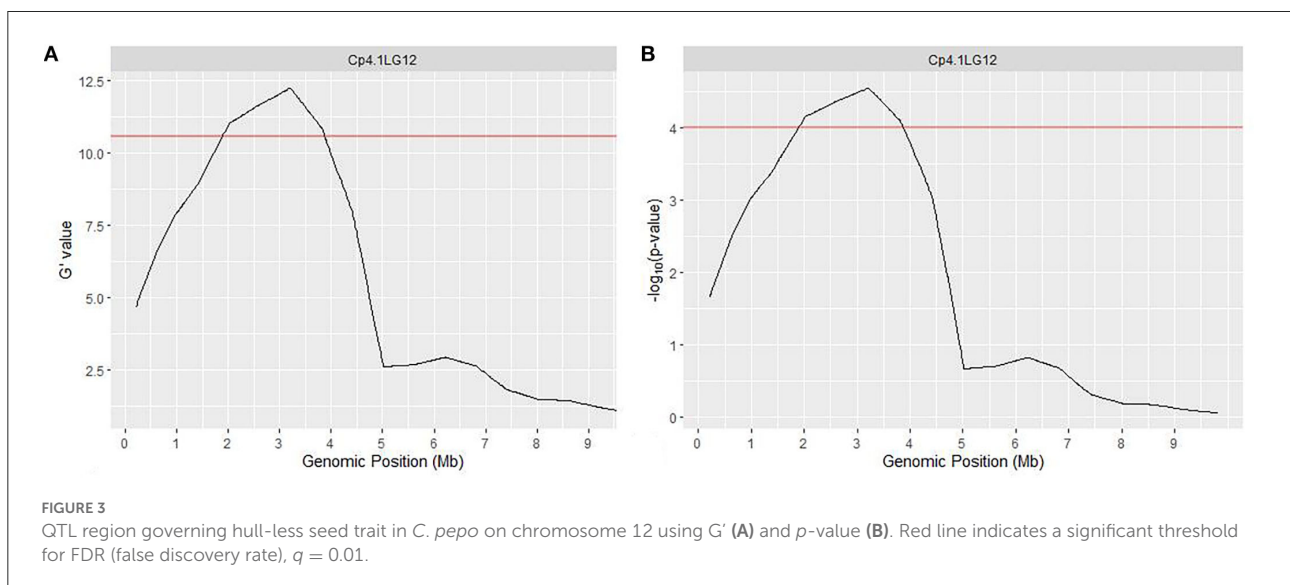 A
Cp4.1LG12
12.5
10.0
7.5
5.0
2.5
G' value
0 1 2 3 4 5 6 7 8 9
Genomic Position (Mb)
B
Cp4.1LG12
4
3
2
1
0
-log10(p-value)
0 1 2 3 4 5 6 7 8 9
Genomic Position (Mb)
FIGURE 3
QTL region governing hull-less seed trait in C. pepo on chromosome 12 using G' (A) and p-value (B). Red line indicates a significant threshold
for FDR (false discovery rate), q = 0.01.